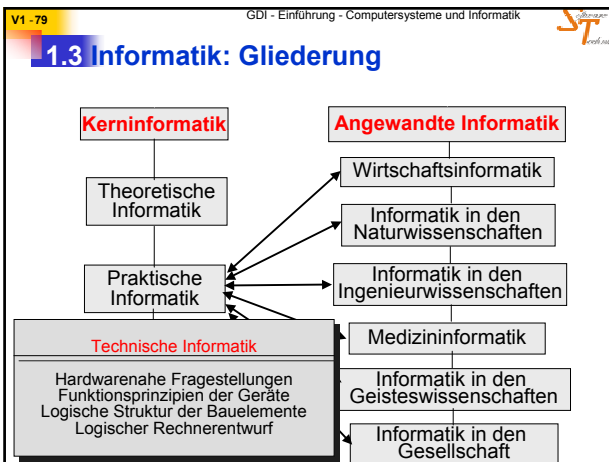 V1 - 79
GDI - Einführung - Computersysteme und Informatik
1.3 Informatik: Gliederung
Kerninformatik
Theoretische
Informatik
Praktische
Informatik
Technische Informatik
Hardwarenahe Fragestellungen
Funktionsprinzipien der Geräte
Logische Struktur der Bauelemente
Logischer Rechnerentwurf
Angewandte Informatik
Wirtschaftsinformatik
Informatik in den
Naturwissenschaften
Informatik in den
Ingenieurwissenschaften
Medizininformatik
Informatik in den
Geisteswissenschaften
Informatik in der
Gesellschaft